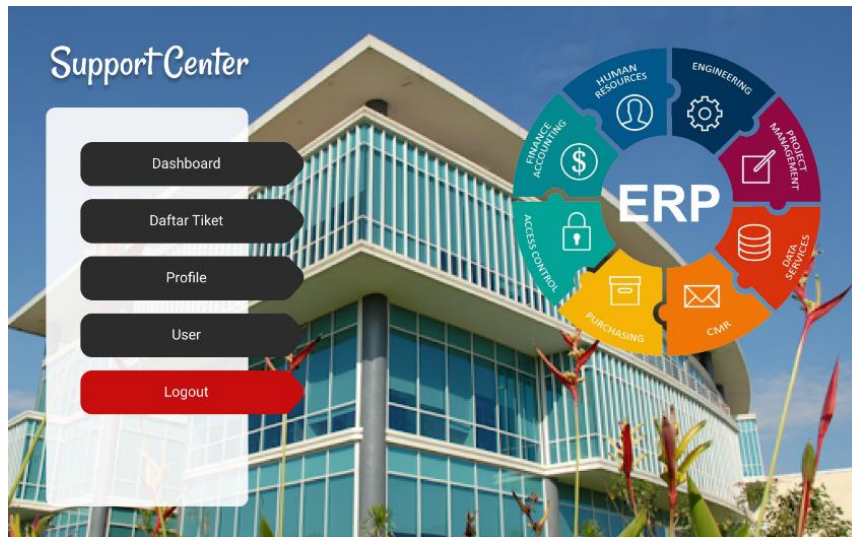 Support Center
Dashboard
Daftar Tiket
Profile
User
Logout
HUMAN
RESOURCES
ENGINEERING
PROJECT
MANAGEMENT
DATA
SERVICES
CMR
PURCHASING
ACCESS CONTROL
FINANCE
ACCOUNTING
$
ERP